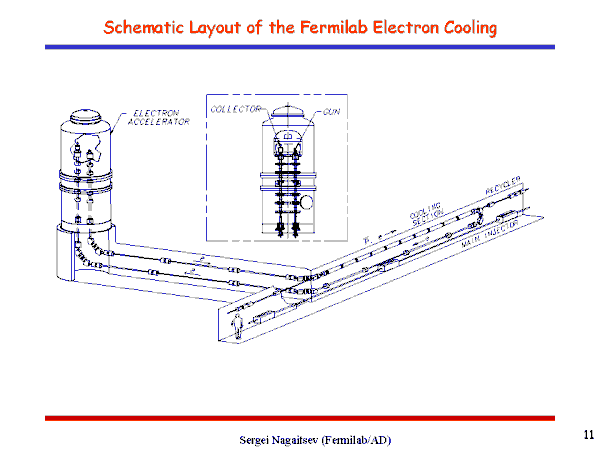 Schematic Layout of the Fermilab Electron Cooling
ELECTRON
ACCELERATOR
COLLECTOR
GUN
COOLING
SECTION
RECYCLER
MAIN INJECTOR
Sergei Nagaitsev (Fermilab/AD)
11